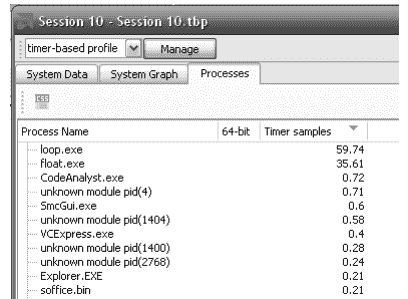 Session 10 - Session 10.tbp
timer-based profile Manage
System Data System Graph Processes
CSS
Process Name 64-bit Timer samples
loop.exe 59.74
float.exe 35.61
CodeAnalyst.exe 0.72
unknown module pid(4) 0.71
SmcGui.exe 0.6
unknown module pid(1404) 0.58
VCExpress.exe 0.4
unknown module pid(1400) 0.28
unknown module pid(2768) 0.24
Explorer.EXE 0.21
soffice.bin 0.21